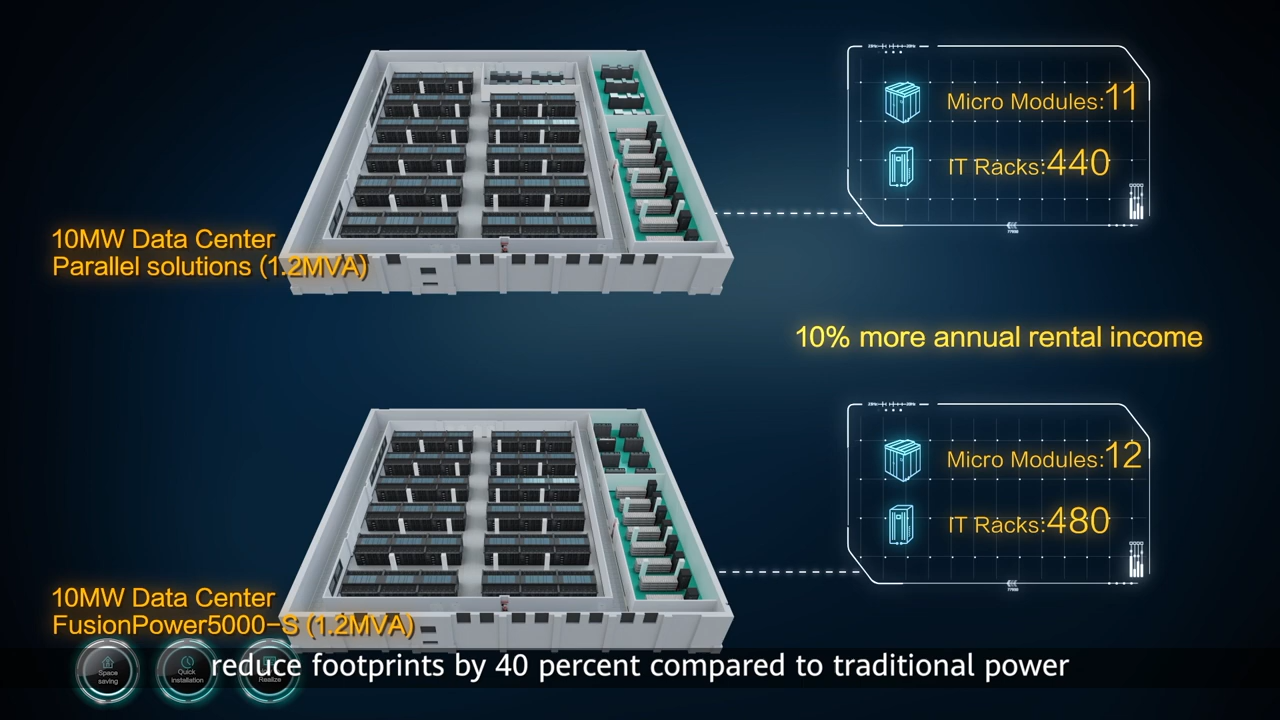 Micro Modules:11
IT Racks:440
10MW Data Center
Parallel solutions (1.2MVA)
10% more annual rental income
Micro Modules:12
IT Racks:480
10MW Data Center
FusionPower5000-S (1.2MVA)
Space
saving
Quick
installation
Realize
reduce footprints by 40 percent compared to traditional power